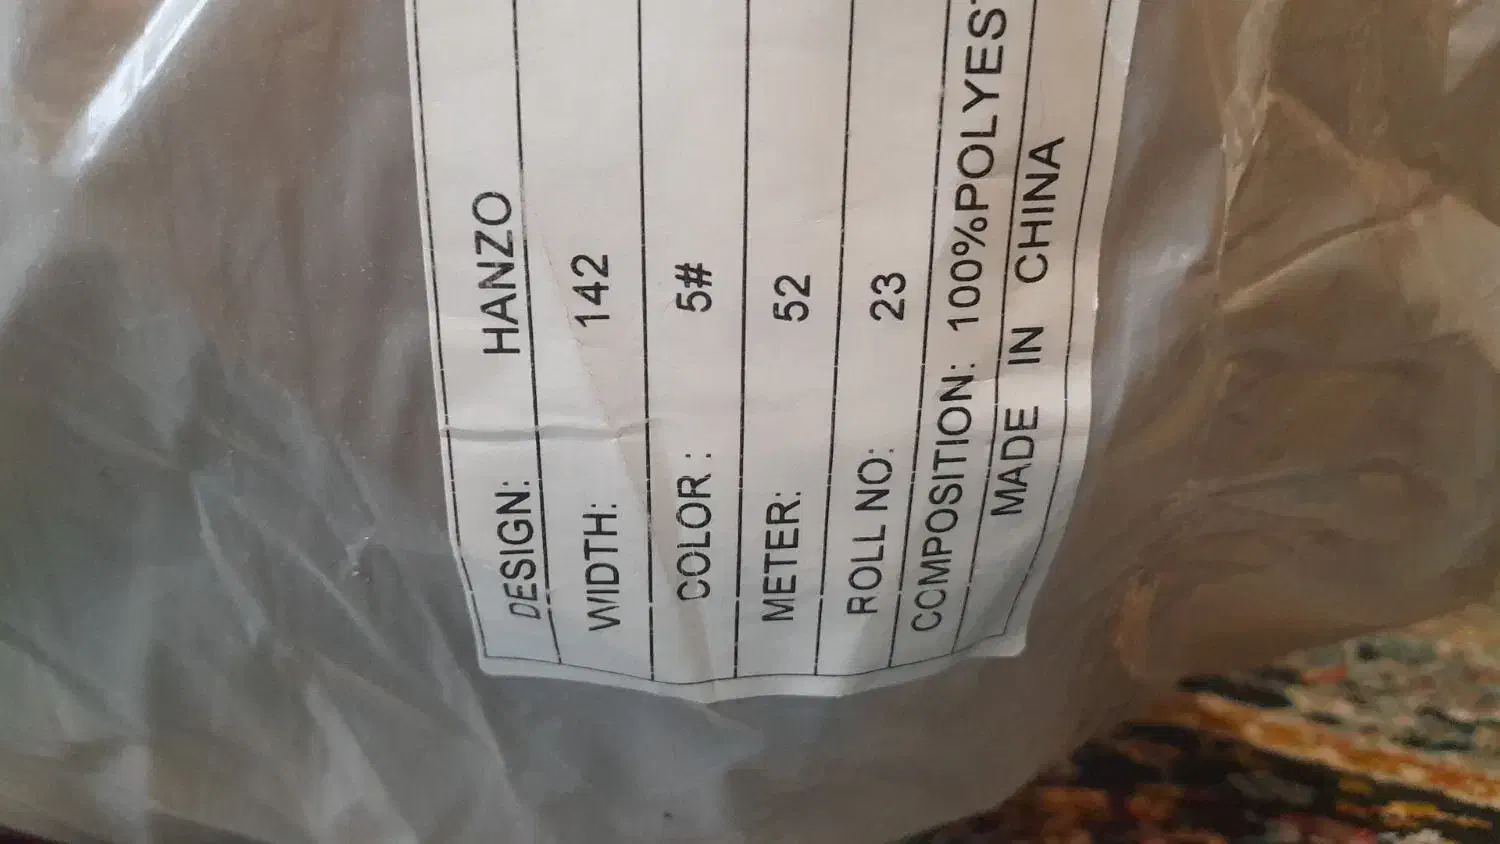 DESIGN: HANZO
WIDTH: 142
COLOR : 5#
METER: 52
ROLL NO: 23
COMPOSITION: 100%POLYES
MADE IN CHINA